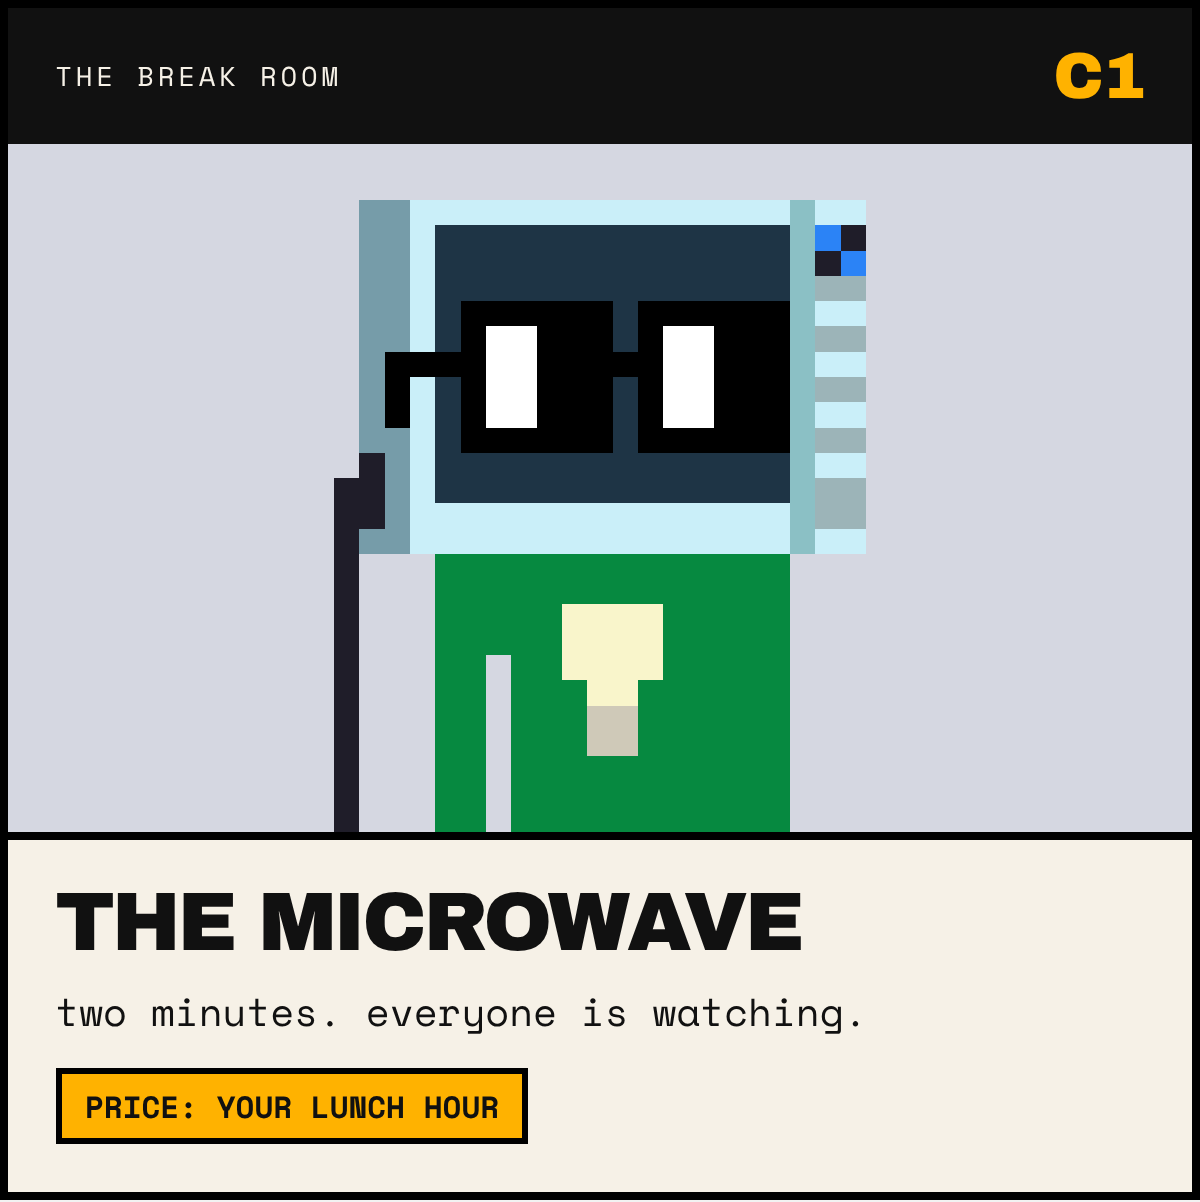 THE BREAK ROOM
C1
THE MICROWAVE
two minutes. everyone is watching.
PRICE: YOUR LUNCH HOUR